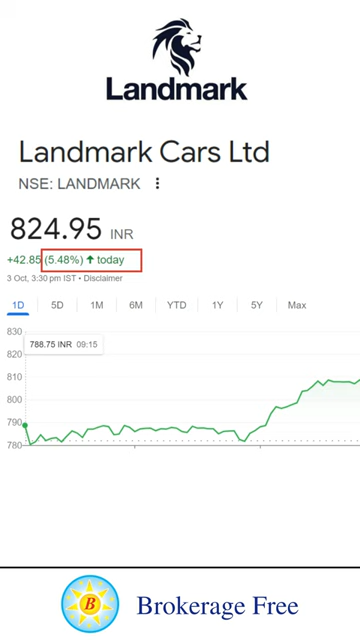 Landmark
Landmark Cars Ltd
NSE: LANDMARK
824.95 INR
+42.85 (5.48%) ↑ today
3 Oct, 3:30 pm IST • Disclaimer
1D 5D 1M 6M YTD 1Y 5Y Max
830
820
788.75 INR 09:15
810
800
790
780
B
Brokerage Free